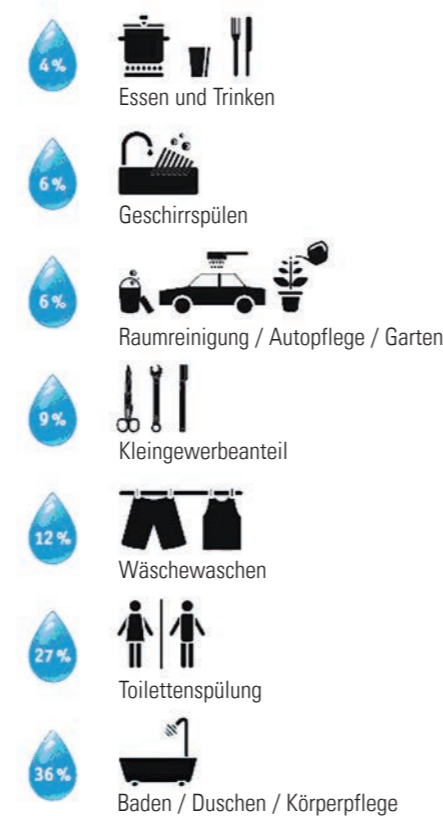 4 %
Essen und Trinken
6 %
Geschirrspülen
6 %
Raumreinigung / Autopflege / Garten
9 %
Kleingewerbeanteil
12 %
Wäschewaschen
27 %
Toilettenspülung
36 %
Baden / Duschen / Körperpflege